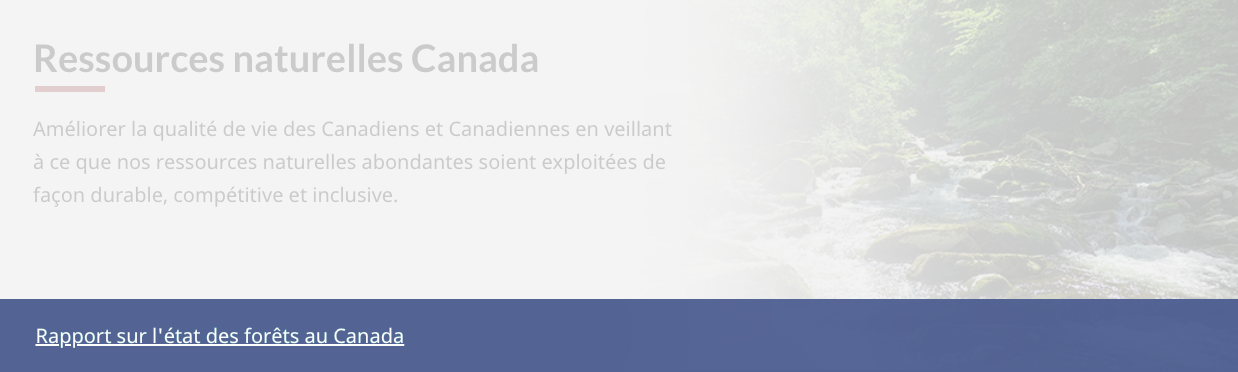 Ressources naturelles Canada
Améliorer la qualité de vie des Canadiens et Canadiennes en veillant
à ce que nos ressources naturelles abondantes soient exploitées de
façon durable, compétitive et inclusive.
Rapport sur l'état des forêts au Canada